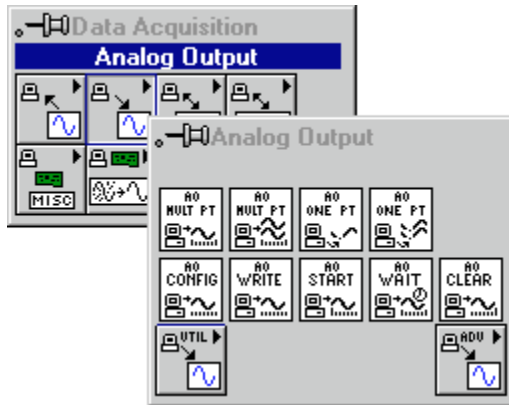 Data Acquisition
Analog Output
MISC
Analog Output
AO MULT PT
AO MULT PT
AO ONE PT
AO ONE PT
AO CONFIG
AO WRITE
AO START
AO WAIT
AO CLEAR
UTIL
ADV